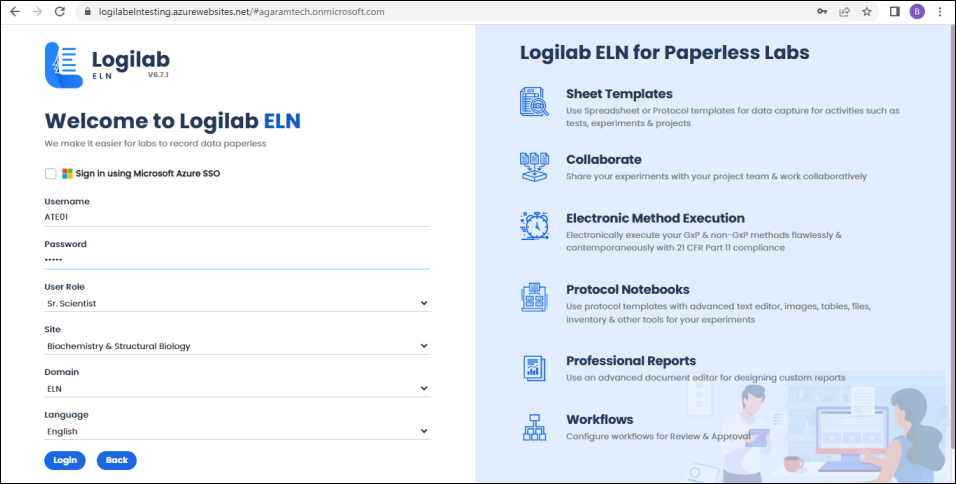 logilabelntesting.azurewebsites.net/#agaramtech.onmicrosoft.com
B
Logilab
ELN
V6.7.1
Welcome to Logilab ELN
We make it easier for labs to record data paperless
Sign in using Microsoft Azure SSO
Username
ATE01
Password
•••••
User Role
Sr. Scientist
Site
Biochemistry & Structural Biology
Domain
ELN
Language
English
Login
Back
Logilab ELN for Paperless Labs
Sheet Templates
Use Spreadsheet or Protocol templates for data capture for activities such as
tests, experiments & projects
Collaborate
Share your experiments with your project team & work collaboratively
Electronic Method Execution
Electronically execute your GxP & non-GxP methods flawlessly &
contemporaneously with 21 CFR Part 11 compliance
Protocol Notebooks
Use protocol templates with advanced text editor, images, tables, files,
inventory & other tools for your experiments
Professional Reports
Use an advanced document editor for designing custom reports
Workflows
Configure workflows for Review & Approval